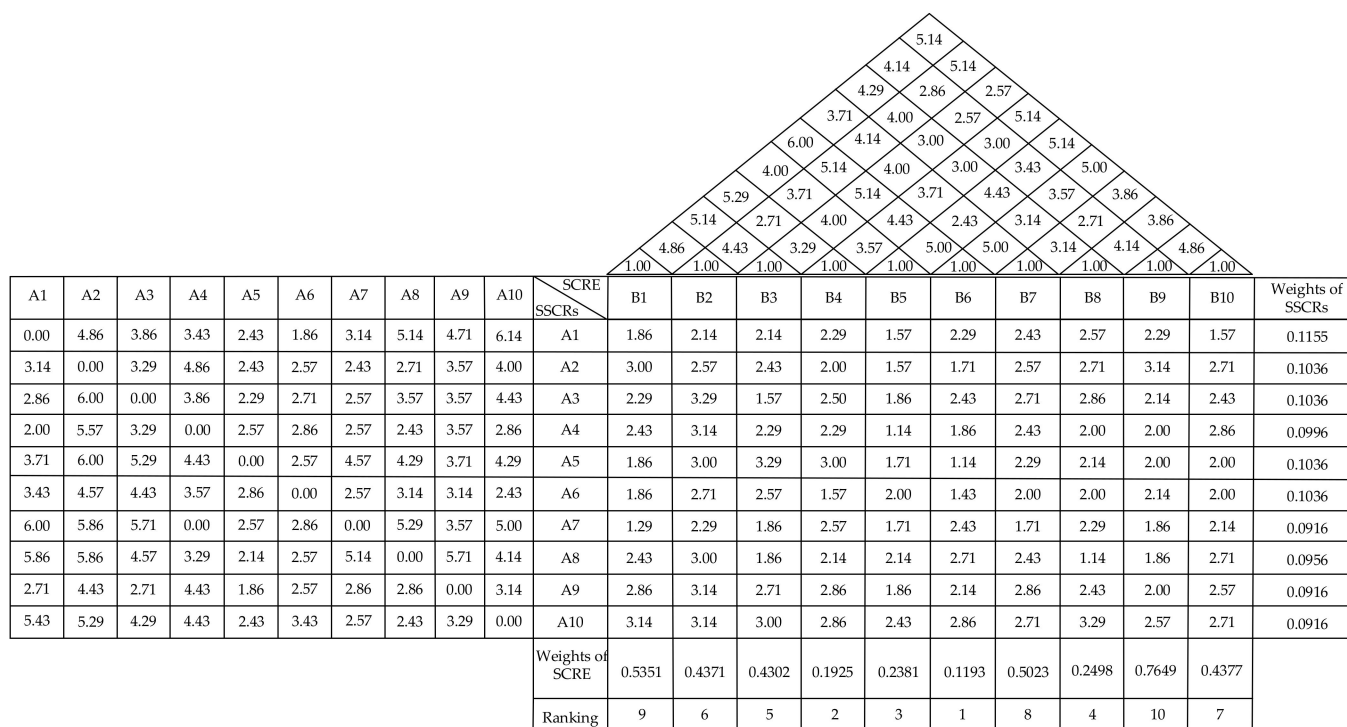 5.14
4.14 5.14
4.29 2.86 2.57
3.71 4.00 2.57 5.14
6.00 4.14 3.00 3.00 5.14
4.00 5.14 4.00 3.00 3.43 5.00
5.29 3.71 5.14 3.71 4.43 3.57 3.86
5.14 2.71 4.00 4.43 2.43 3.14 2.71 3.86
4.86 4.43 3.29 3.57 5.00 5.00 3.14 4.14 4.86
1.00 1.00 1.00 1.00 1.00 1.00 1.00 1.00 1.00 1.00
A1 A2 A3 A4 A5 A6 A7 A8 A9 A10 SCRE
SSCRs B1 B2 B3 B4 B5 B6 B7 B8 B9 B10 Weights of
SSCRs
0.00 4.86 3.86 3.43 2.43 1.86 3.14 5.14 4.71 6.14 A1 1.86 2.14 2.14 2.29 1.57 2.29 2.43 2.57 2.29 1.57 0.1155
3.14 0.00 3.29 4.86 2.43 2.57 2.43 2.71 3.57 4.00 A2 3.00 2.57 2.43 2.00 1.57 1.71 2.57 2.71 3.14 2.71 0.1036
2.86 6.00 0.00 3.86 2.29 2.71 2.57 3.57 3.57 4.43 A3 2.29 3.29 1.57 2.50 1.86 2.43 2.71 2.86 2.14 2.43 0.1036
2.00 5.57 3.29 0.00 2.57 2.86 2.57 2.43 3.57 2.86 A4 2.43 3.14 2.29 2.29 1.14 1.86 2.43 2.00 2.00 2.86 0.0996
3.71 6.00 5.29 4.43 0.00 2.57 4.57 4.29 3.71 4.29 A5 1.86 3.00 3.29 3.00 1.71 1.14 2.29 2.14 2.00 2.00 0.1036
3.43 4.57 4.43 3.57 2.86 0.00 2.57 3.14 3.14 2.43 A6 1.86 2.71 2.57 1.57 2.00 1.43 2.00 2.00 2.14 2.00 0.1036
6.00 5.86 5.71 0.00 2.57 2.86 0.00 5.29 3.57 5.00 A7 1.29 2.29 1.86 2.57 1.71 2.43 1.71 2.29 1.86 2.14 0.0916
5.86 5.86 4.57 3.29 2.14 2.57 5.14 0.00 5.71 4.14 A8 2.43 3.00 1.86 2.14 2.14 2.71 2.43 1.14 1.86 2.71 0.0956
2.71 4.43 2.71 4.43 1.86 2.57 2.86 2.86 0.00 3.14 A9 2.86 3.14 2.71 2.86 1.86 2.14 2.86 2.43 2.00 2.57 0.0916
5.43 5.29 4.29 4.43 2.43 3.43 2.57 2.43 3.29 0.00 A10 3.14 3.14 3.00 2.86 2.43 2.86 2.71 3.29 2.57 2.71 0.0916
Weights of
SCRE 0.5351 0.4371 0.4302 0.1925 0.2381 0.1193 0.5023 0.2498 0.7649 0.4377
Ranking 9 6 5 2 3 1 8 4 10 7